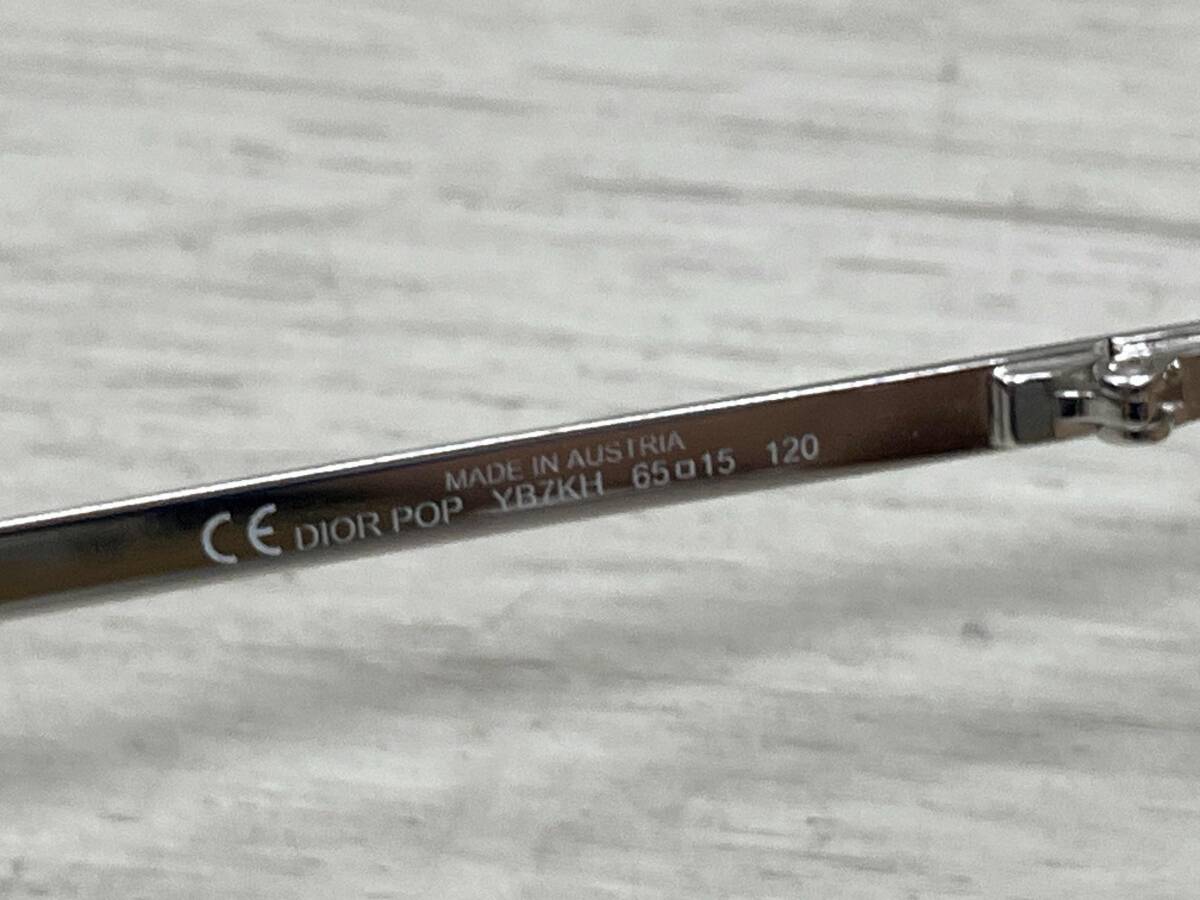 MADE IN AUSTRIA
CE DIOR POP YB7KH 65□15 120